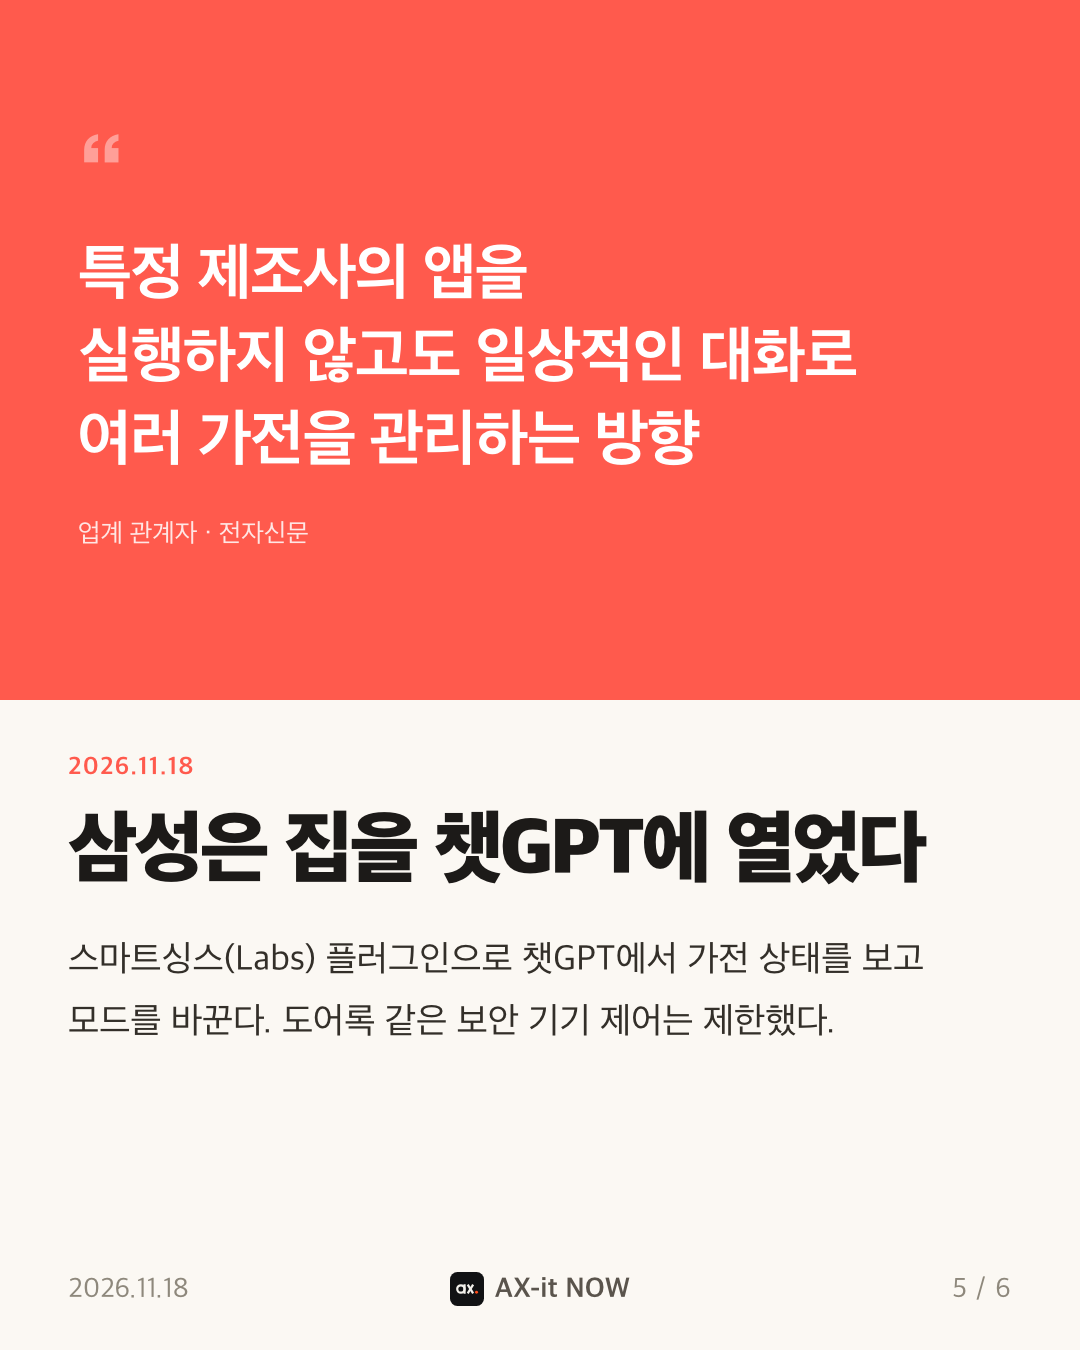 “
특정 제조사의 앱을
실행하지 않고도 일상적인 대화로
여러 가전을 관리하는 방향
업계 관계자 · 전자신문
2026.11.18
삼성은 집을 챗GPT에 열었다
스마트싱스(Labs) 플러그인으로 챗GPT에서 가전 상태를 보고
모드를 바꾼다. 도어록 같은 보안 기기 제어는 제한했다.
2026.11.18
ax. AX-it NOW
5 / 6